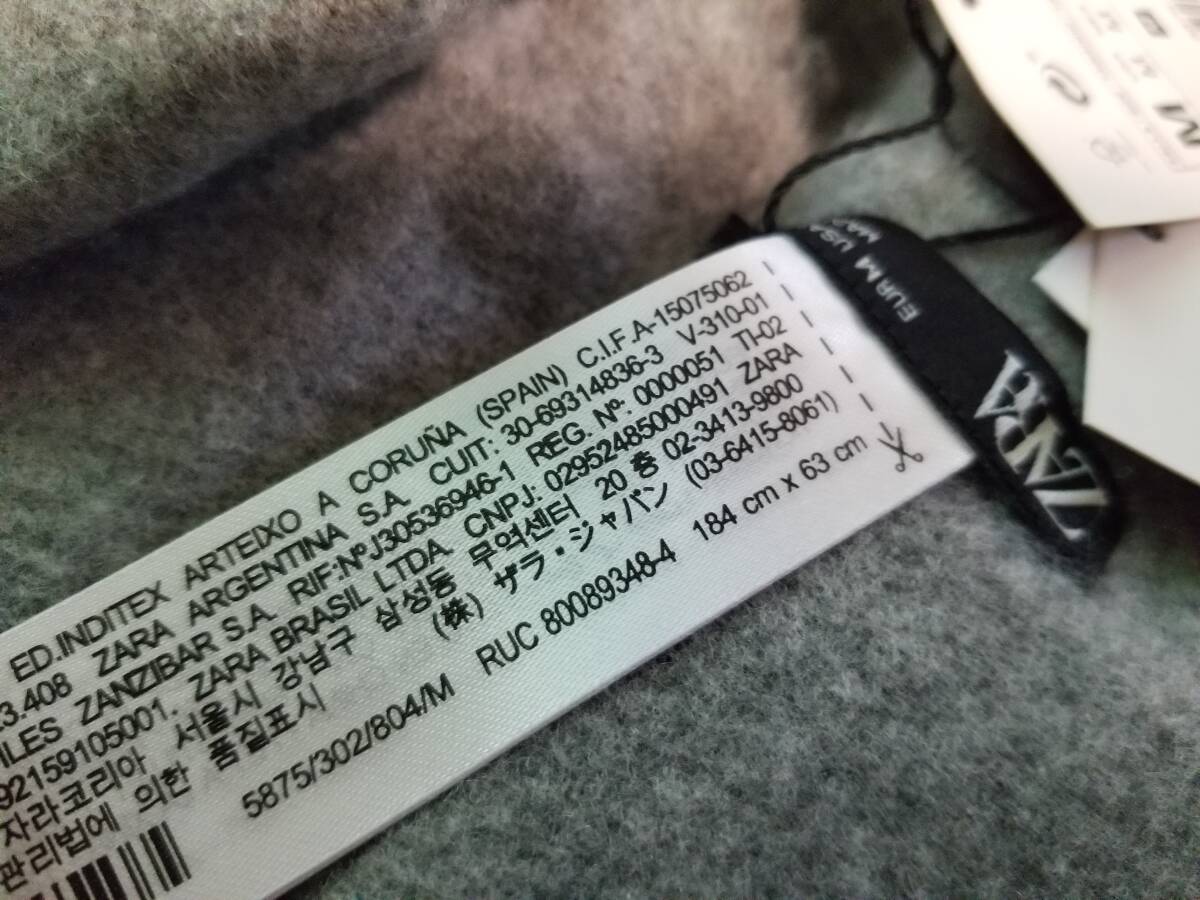 ED.INDITEX ARTEIXO A CORUÑA (SPAIN) C.I.F.A-15075062
3.408 ZARA ARGENTINA S.A. CUIT: 30-69314836-3 V-310-01
ILES ZANZIBAR S.A. RIF:NºJ30536946-1 REG. Nº: 0000051 TI-02
92159105001. ZARA BRASIL LTDA. CNPJ: 02952485000491 ZARA
자라코리아 서울시 강남구 삼성동 무역센터 20층 02-3413-9800
관리법에 의한 품질표시 (株) ザラ・ジャパン (03-6415-8061)
5875/302/804/M RUC 80089348-4 184 cm x 63 cm
EUR M USA
ZARA
M